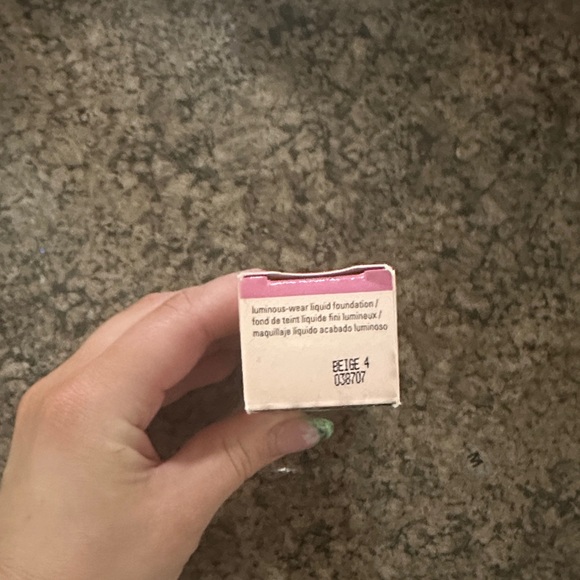 luminous-wear liquid foundation /
fond de teint liquide fini lumineux /
maquillaje líquido acabado luminoso
BEIGE 4
038707